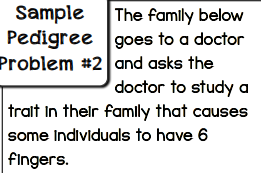 Sample
Pedigree
Problem #2
The family below
goes to a doctor
and asks the
doctor to study a
trait in their family that causes
some individuals to have 6
fingers.